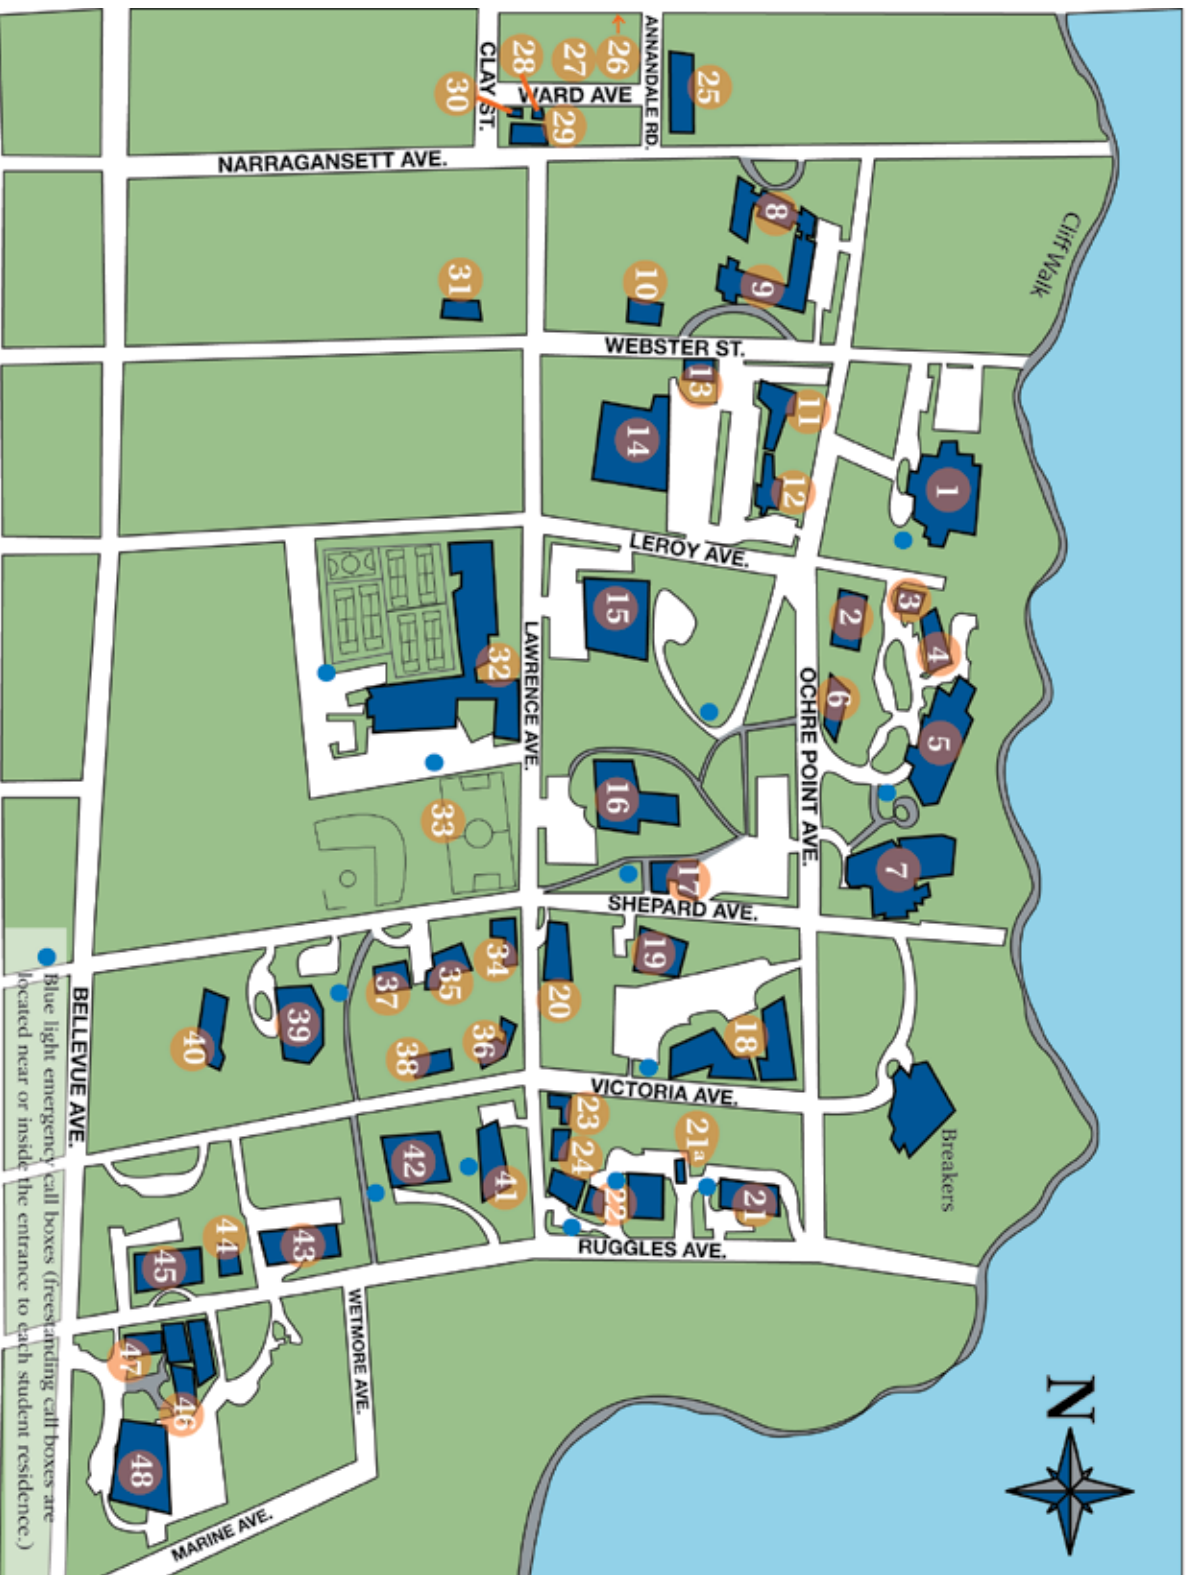 26
27
28
ANNANDALE RD.
25
CLAY ST.
30
WARD AVE
29
NARRAGANSETT AVE.
8
Cliff Walk
31
10
9
WEBSTER ST.
13
11
14
12
1
LEROY AVE.
15
2
3
4
32
LAWRENCE AVE.
6
OCHRE POINT AVE.
5
33
16
17
7
SHEPARD AVE.
34
35
37
19
20
39
40
36
38
18
BELLEVUE AVE.
VICTORIA AVE.
23
24
21a
Breakers
42
41
22
21
RUGGLES AVE.
44
43
45
WETMORE AVE.
47
46
48
MARINE AVE.
N
Blue light emergency call boxes (freestanding call boxes are
located near or inside the entrance to each student residence.)